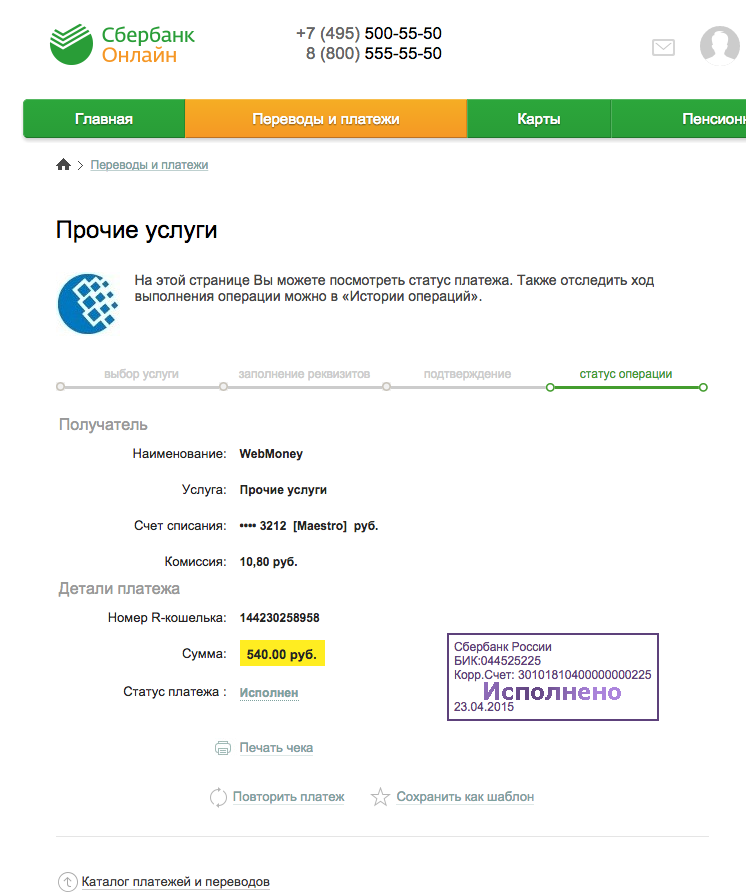 Сбербанк
Онлайн
+7 (495) 500-55-50
8 (800) 555-55-50
Главная
Переводы и платежи
Карты
Пенсион
Переводы и платежи
Прочие услуги
На этой странице Вы можете посмотреть статус платежа. Также отследить ход
выполнения операции можно в «Истории операций».
выбор услуги
заполнение реквизитов
подтверждение
статус операции
Получатель
Наименование: WebMoney
Услуга: Прочие услуги
Счет списания: •••• 3212 [Maestro] руб.
Комиссия: 10,80 руб.
Детали платежа
Номер R-кошелька: 144230258958
Сумма: 540.00 руб.
Статус платежа : Исполнен
Сбербанк России
БИК:044525225
Корр.Счет: 30101810400000000225
Исполнено
23.04.2015
Печать чека
Повторить платеж
Сохранить как шаблон
Каталог платежей и переводов